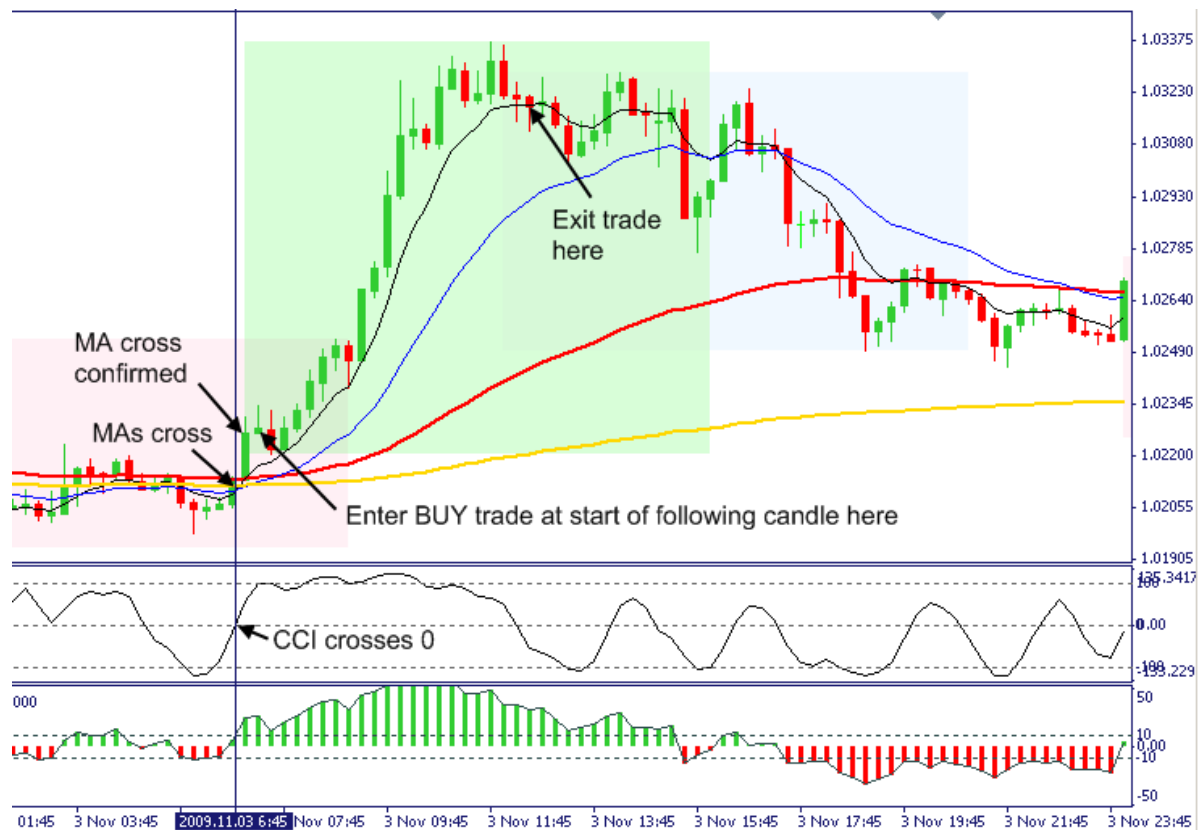 1.03375
1.03230
1.03080
1.02930
1.02785
1.02640
1.02490
1.02345
1.02200
1.02055
1.01905
Exit trade
here
MA cross
confirmed
MAs cross
Enter BUY trade at start of following candle here
135.3417
100
0.00
-100
-133.229
CCI crosses 0
000
50
10
0.00
-10
-50
01:45
3 Nov 03:45
2009.11.03 6:45
Nov 07:45
3 Nov 09:45
3 Nov 11:45
3 Nov 13:45
3 Nov 15:45
3 Nov 17:45
3 Nov 19:45
3 Nov 21:45
3 Nov 23:45